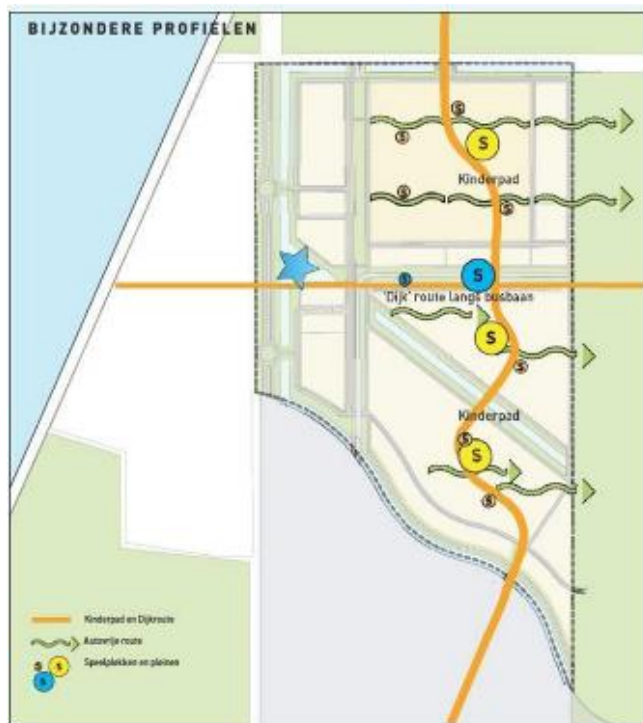 BIJZONDERE PROFIELEN
S
S
S
S
Kinderpad
S
S
S
S
'Dijk' route langs busbaan
S
S
Kinderpad
S
S
S
Kinderpad en Dijkroute
Autovrije route
S S Speelplekken en pleinen
S